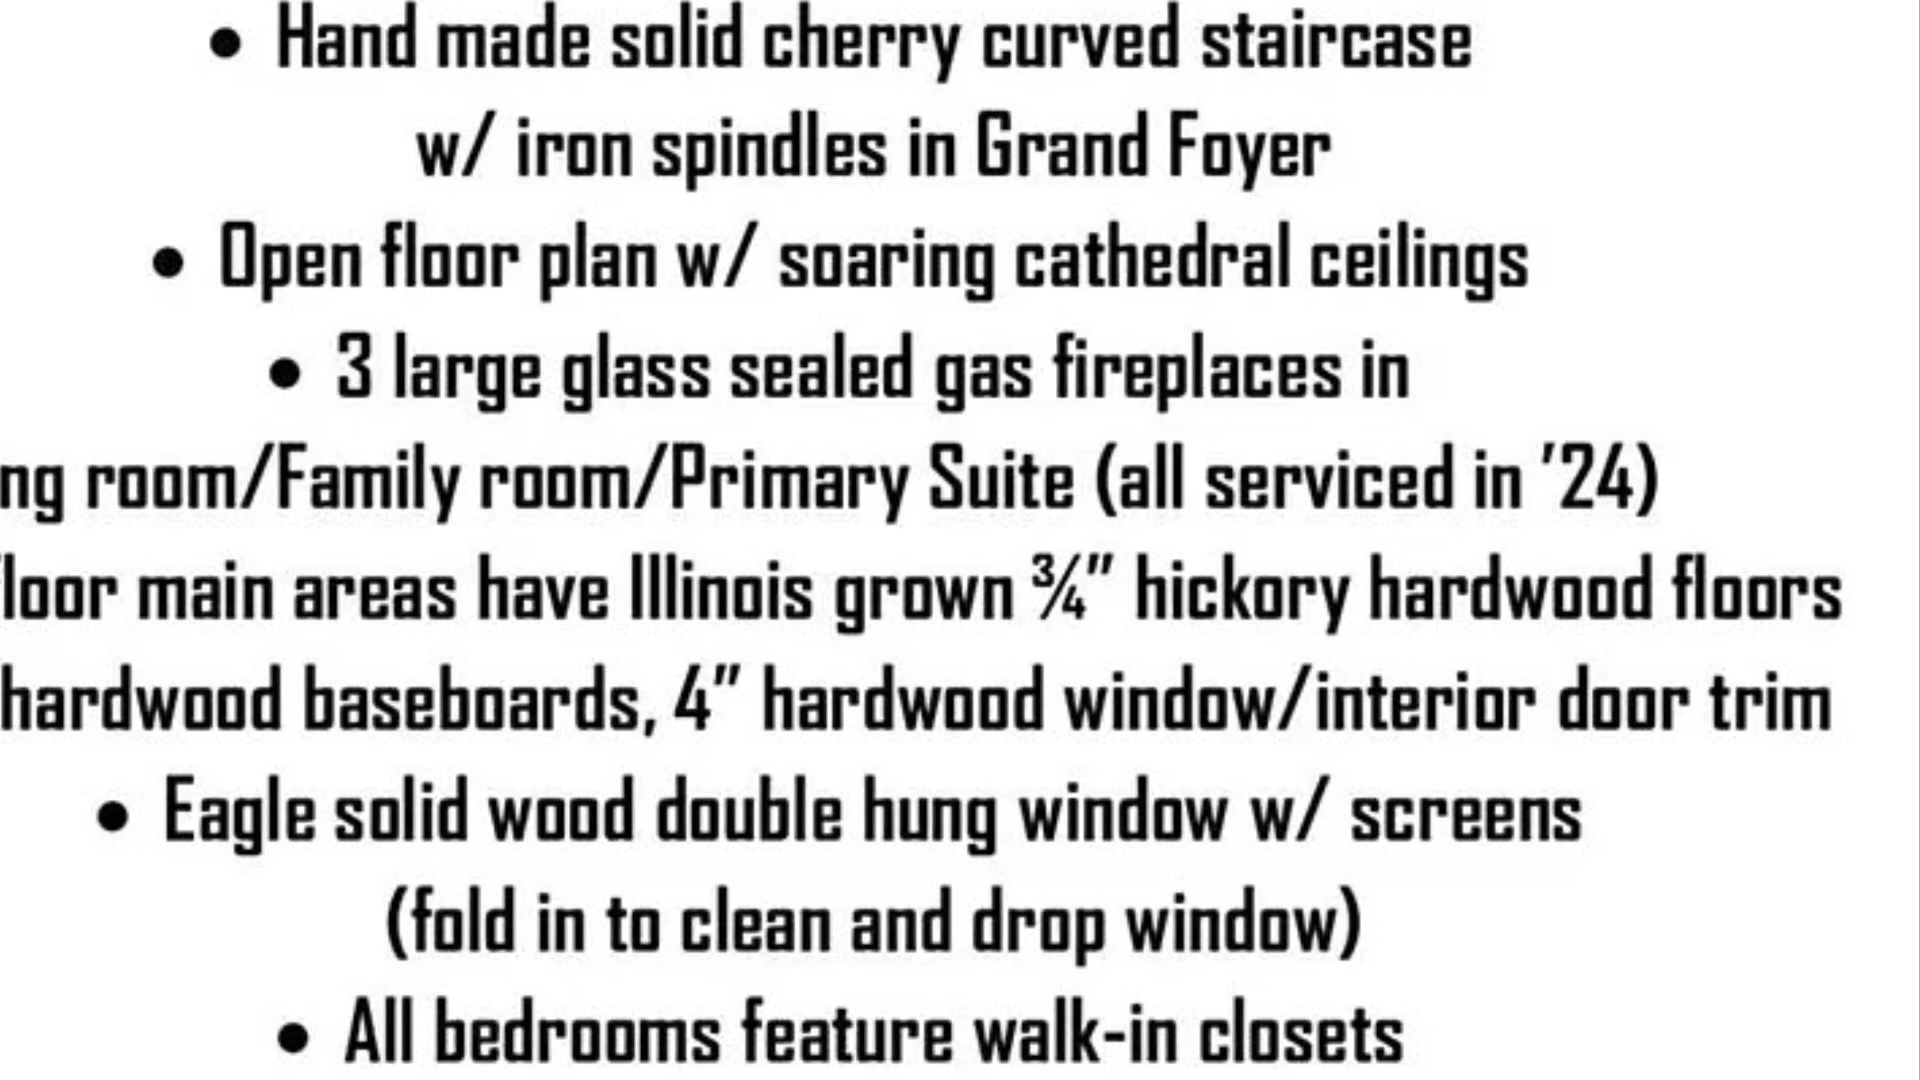 • Hand made solid cherry curved staircase
w/ iron spindles in Grand Foyer
• Open floor plan w/ soaring cathedral ceilings
• 3 large glass sealed gas fireplaces in
ng room/Family room/Primary Suite (all serviced in '24)
loor main areas have Illinois grown ¾" hickory hardwood floors
hardwood baseboards, 4" hardwood window/interior door trim
• Eagle solid wood double hung window w/ screens
(fold in to clean and drop window)
• All bedrooms feature walk-in closets